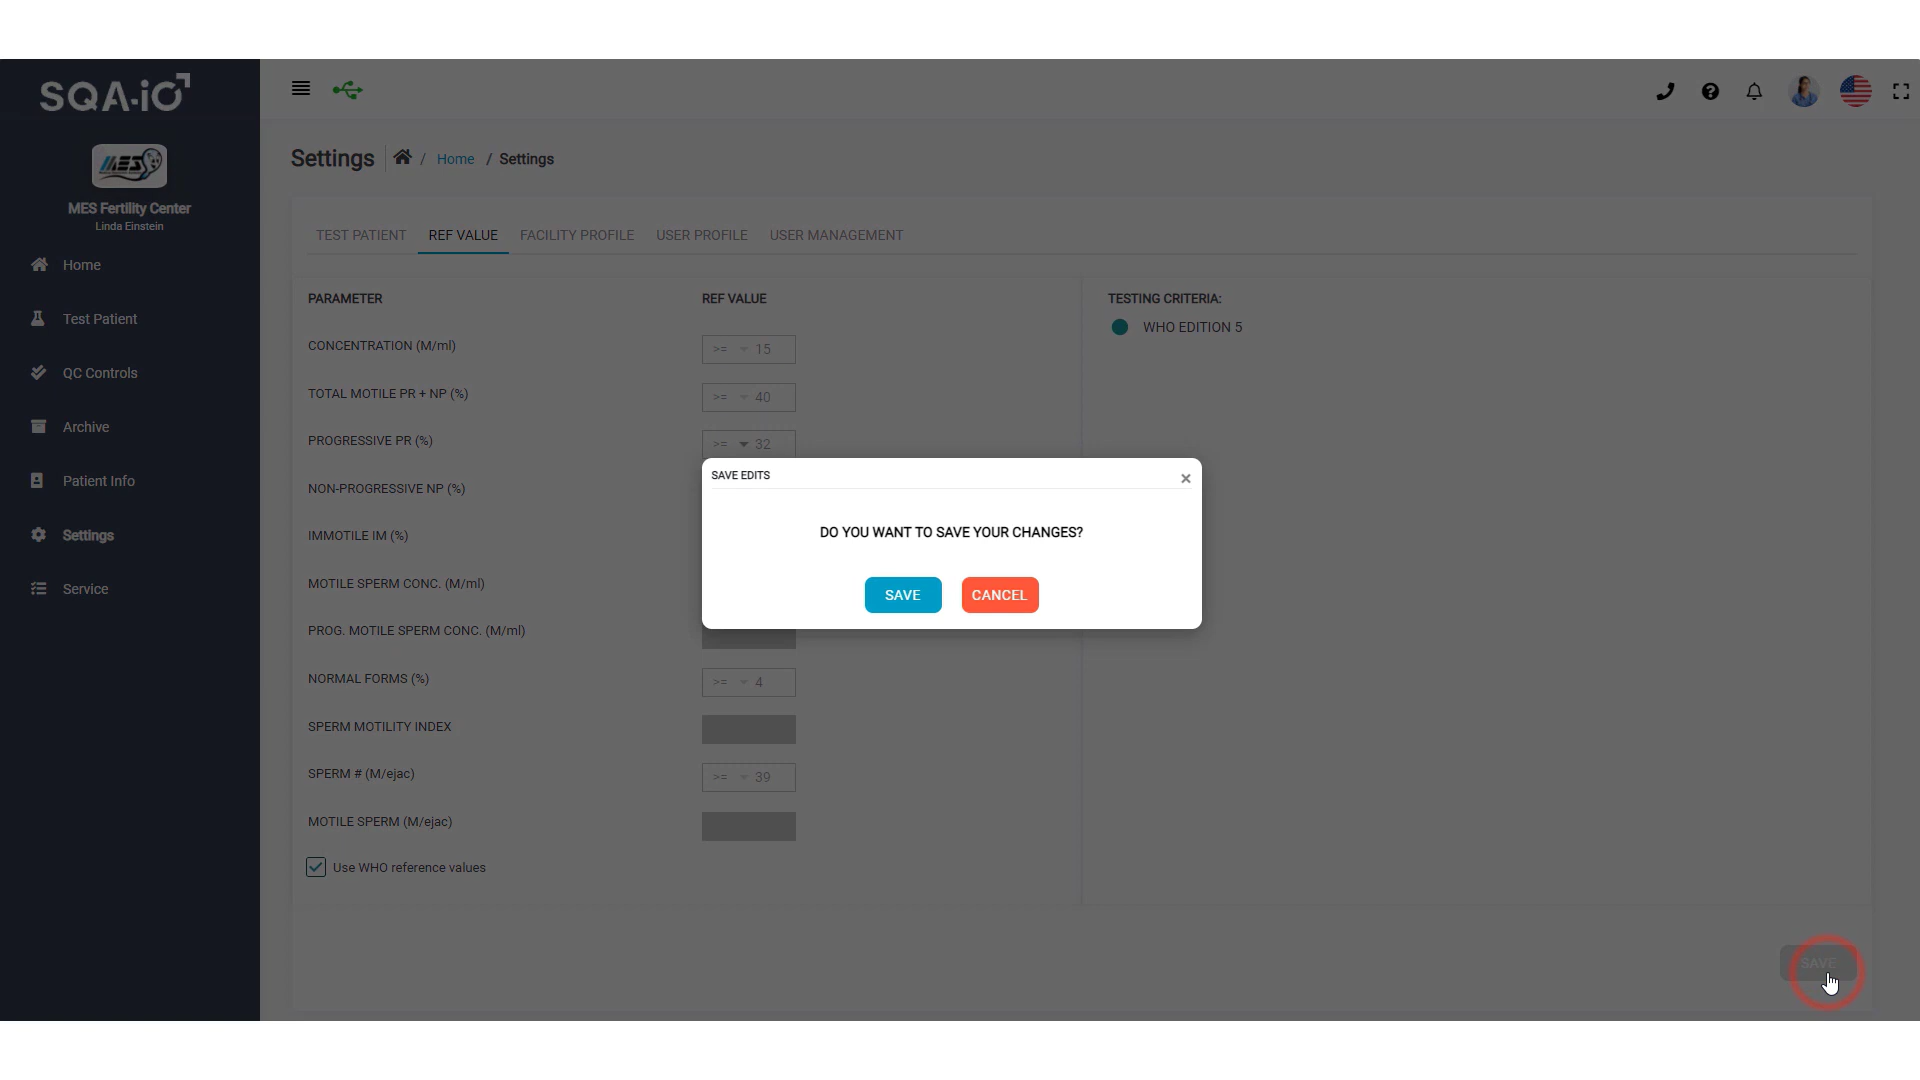 SQA-iO
MES
MES Fertility Center
Linda Einstein
Home
Test Patient
QC Controls
Archive
Patient Info
Settings
Service
Settings / Home / Settings
TEST PATIENT REF VALUE FACILITY PROFILE USER PROFILE USER MANAGEMENT
PARAMETER REF VALUE
CONCENTRATION (M/ml) >= 15
TOTAL MOTILE PR + NP (%) >= 40
PROGRESSIVE PR (%) >= 32
NON-PROGRESSIVE NP (%)
IMMOTILE IM (%)
MOTILE SPERM CONC. (M/ml)
PROG. MOTILE SPERM CONC. (M/ml)
NORMAL FORMS (%) >= 4
SPERM MOTILITY INDEX
SPERM # (M/ejac) >= 39
MOTILE SPERM (M/ejac)
Use WHO reference values
TESTING CRITERIA:
WHO EDITION 5
SAVE EDITS ×
DO YOU WANT TO SAVE YOUR CHANGES?
SAVE CANCEL
SAVE